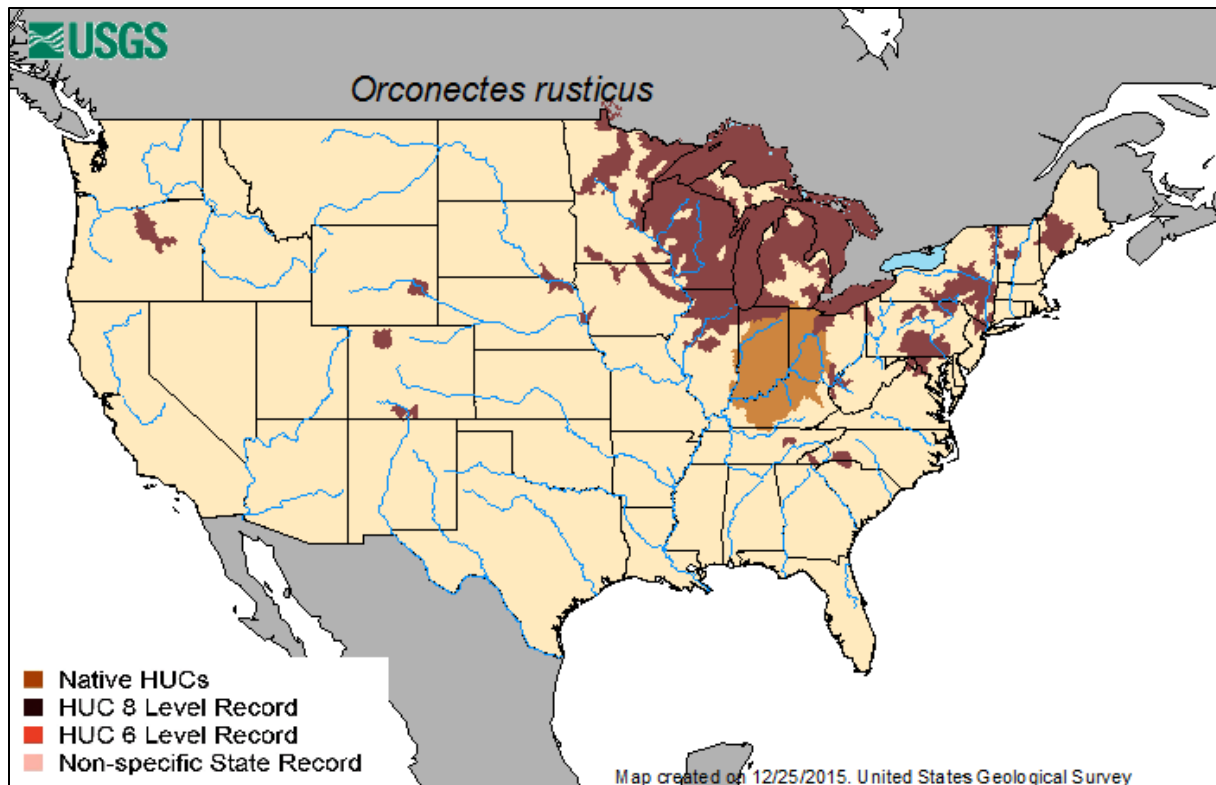 USGS
Orconectes rusticus
Native HUCs
HUC 8 Level Record
HUC 6 Level Record
Non-specific State Record
Map created on 12/25/2015. United States Geological Survey